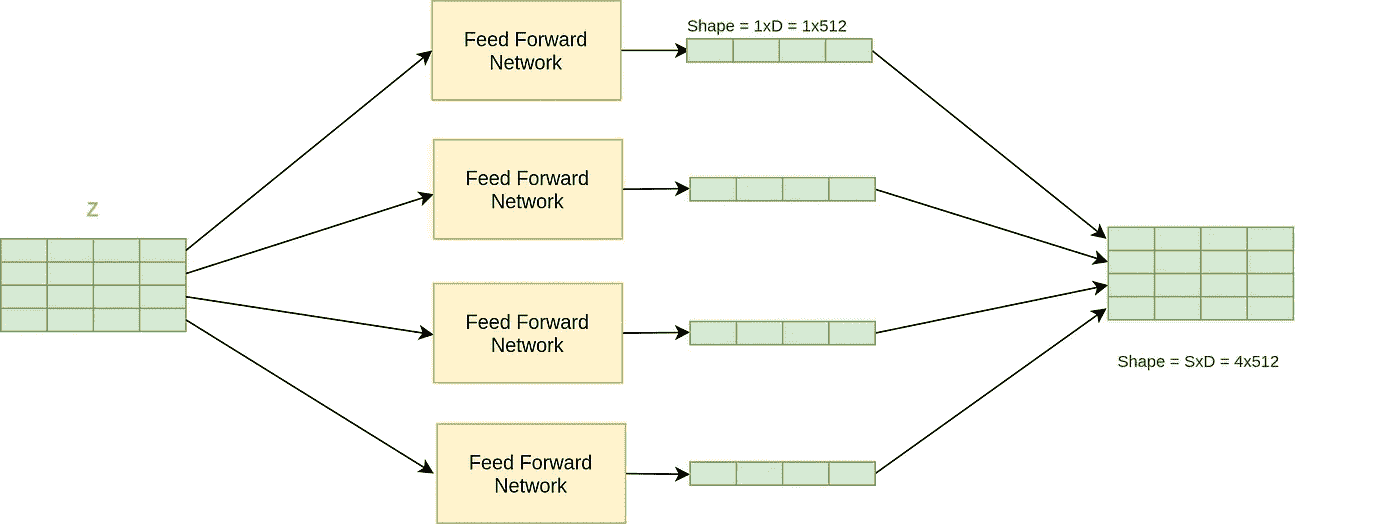 Shape = 1xD = 1x512
Feed Forward
Network
Feed Forward
Network
Z
Feed Forward
Network
Shape = SxD = 4x512
Feed Forward
Network